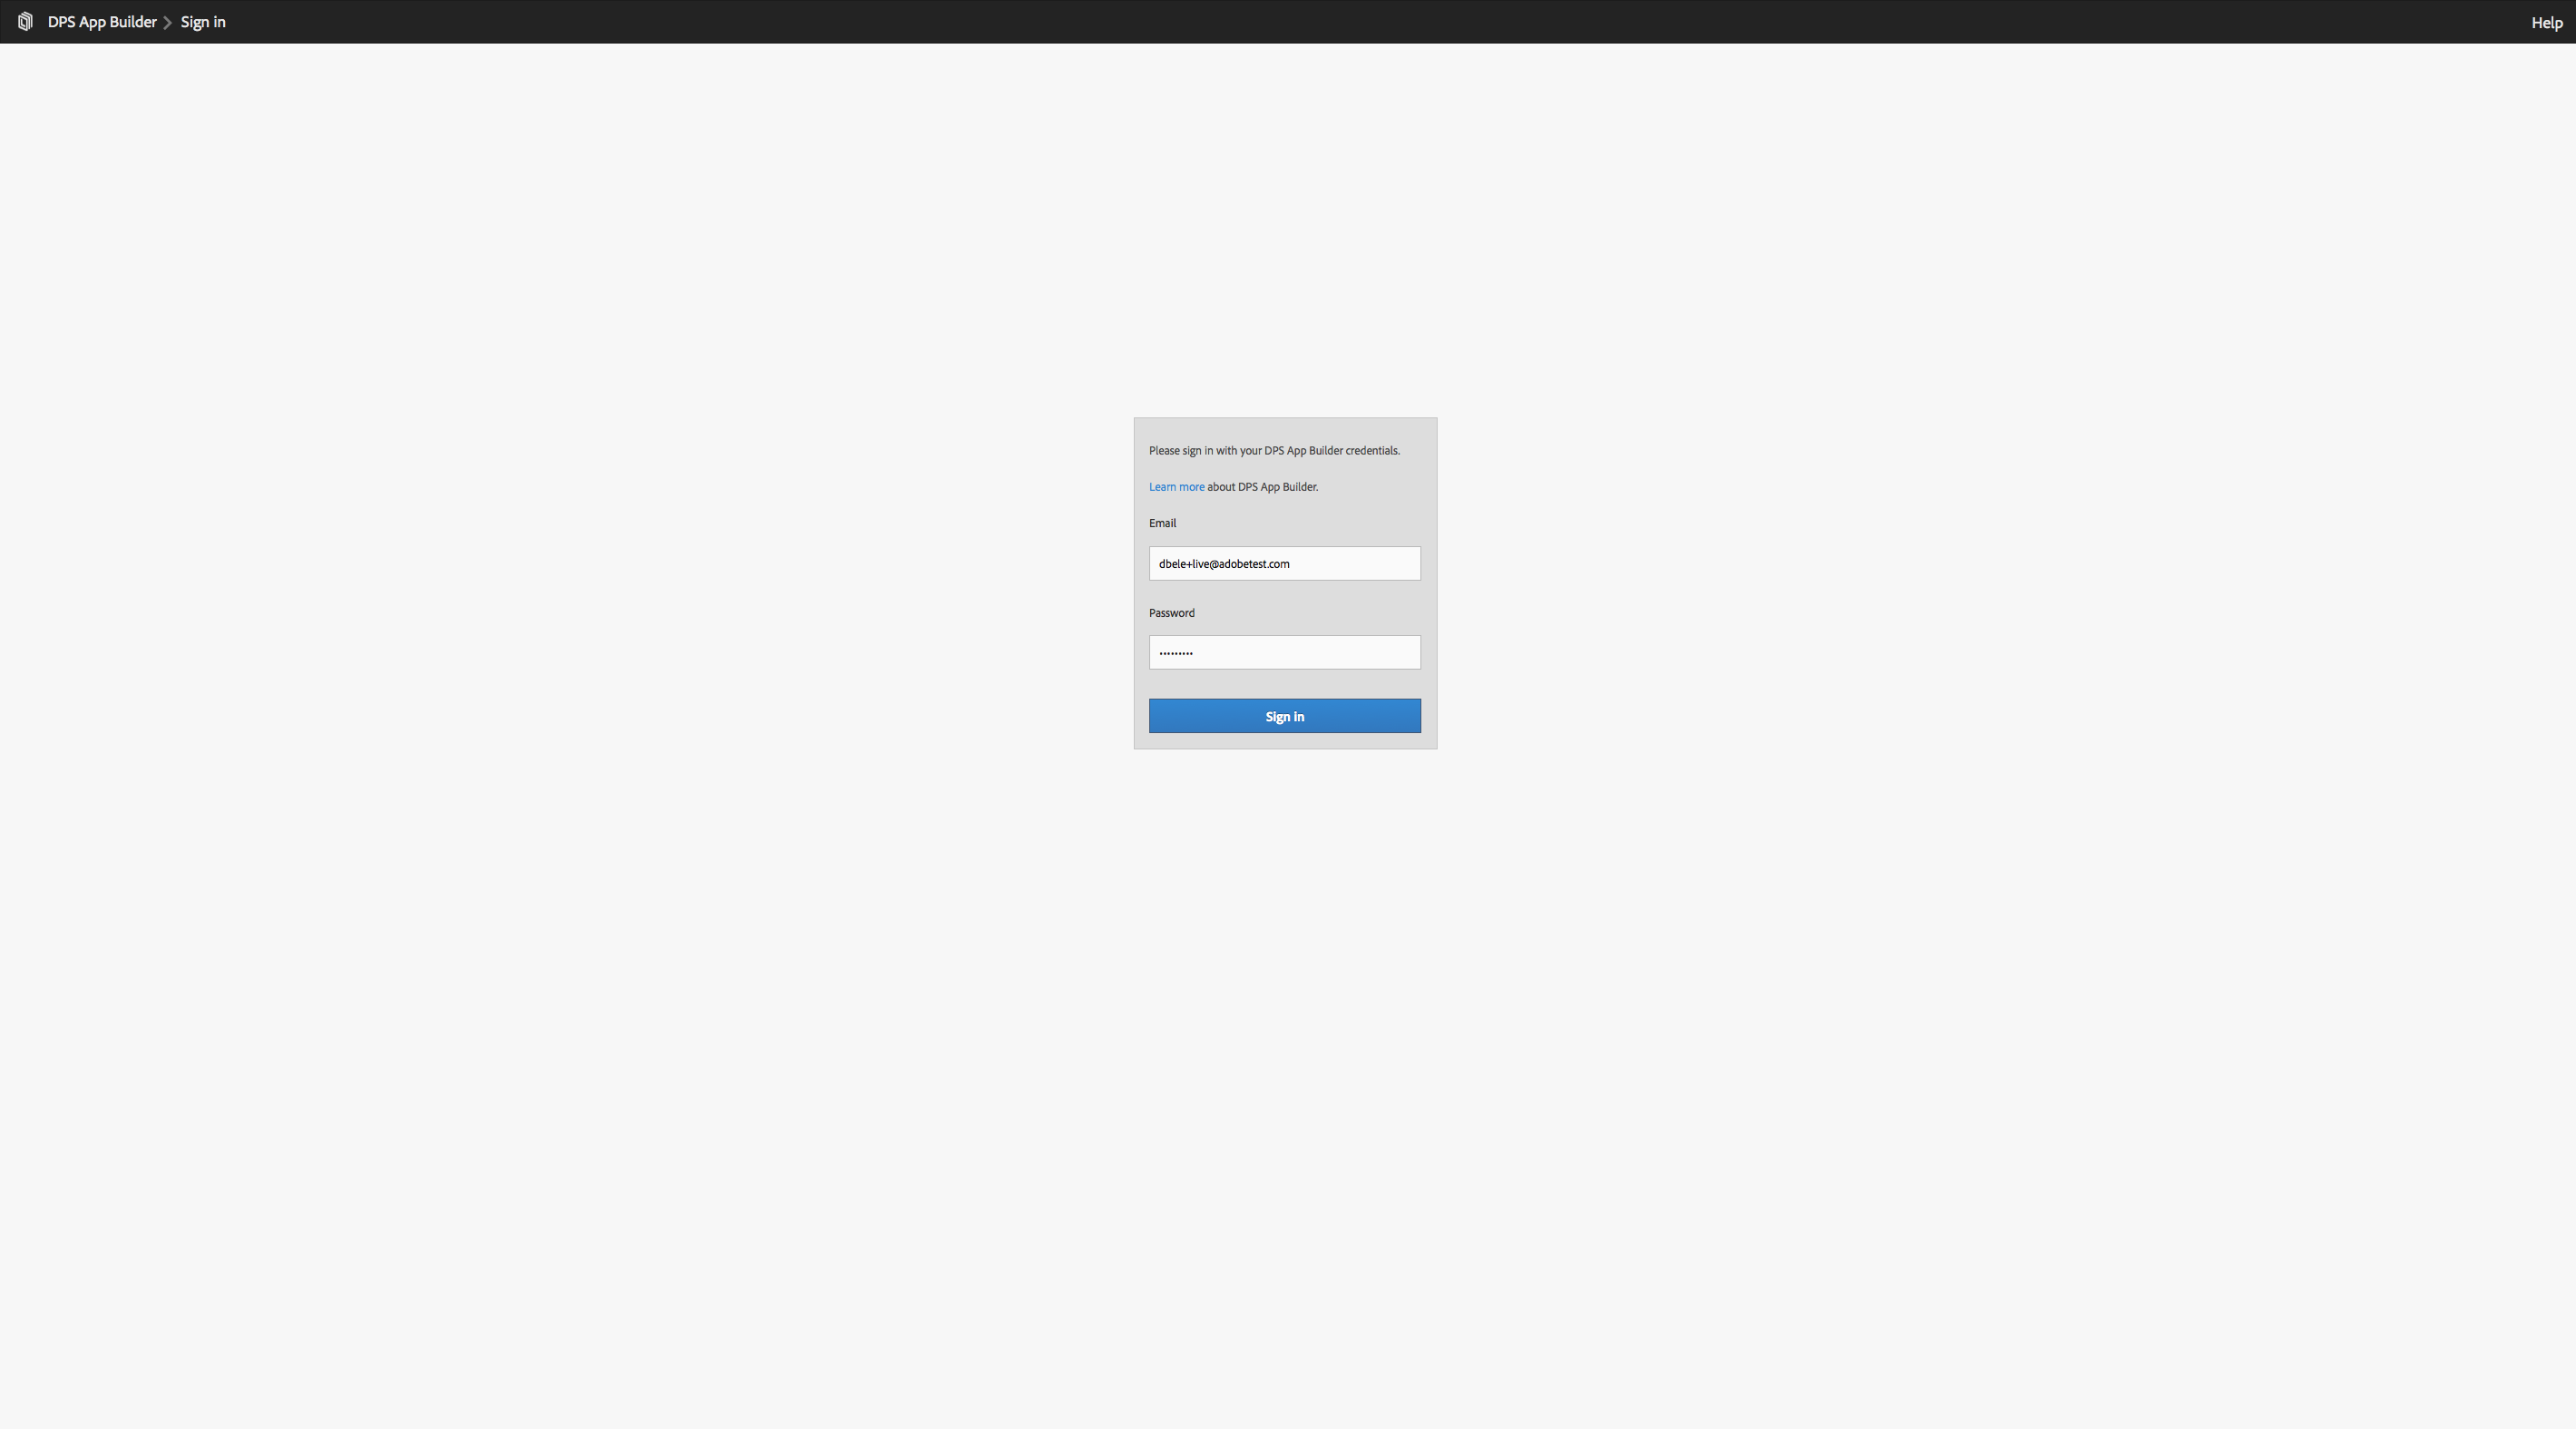 DPS App Builder > Sign in
Help
Please sign in with your DPS App Builder credentials.
Learn more about DPS App Builder.
Email
dbele+live@adobetest.com
Password
•••••••••
Sign in